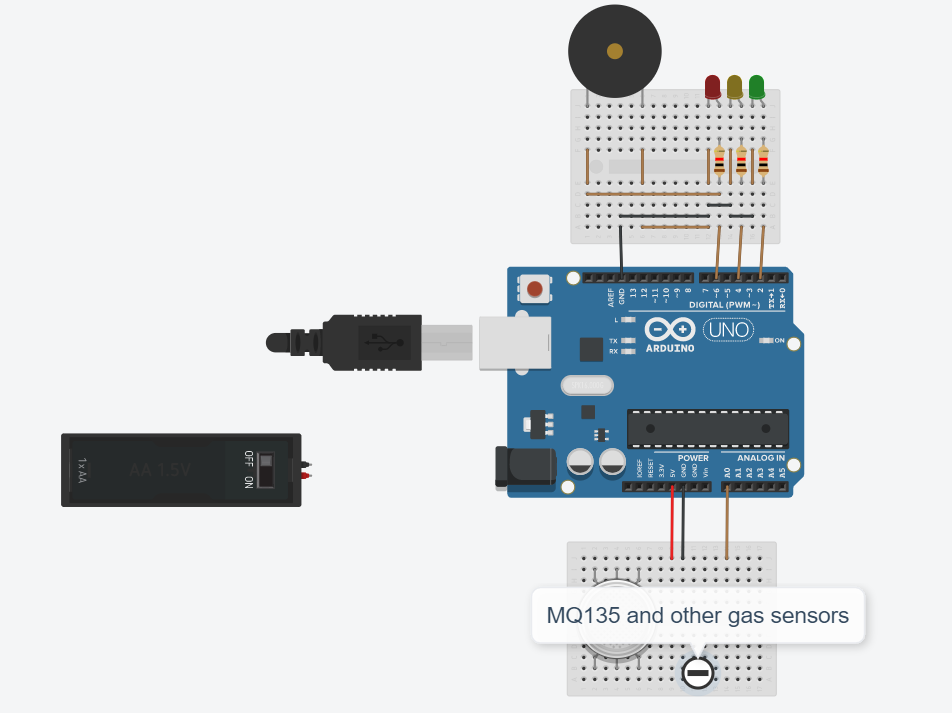 AREF
GND
13
12
~11
~10
~9
8
7
~6
~5
4
~3
2
TX→1
RX←0
DIGITAL (PWM~)
L
TX
RX
UNO
ARDUINO
ON
1 x AA
AA 1.5V
OFF
ON
POWER
ANALOG IN
IOREF
RESET
3.3V
5V
GND
GND
Vin
A0
A1
A2
A3
A4
A5
MQ135 and other gas sensors